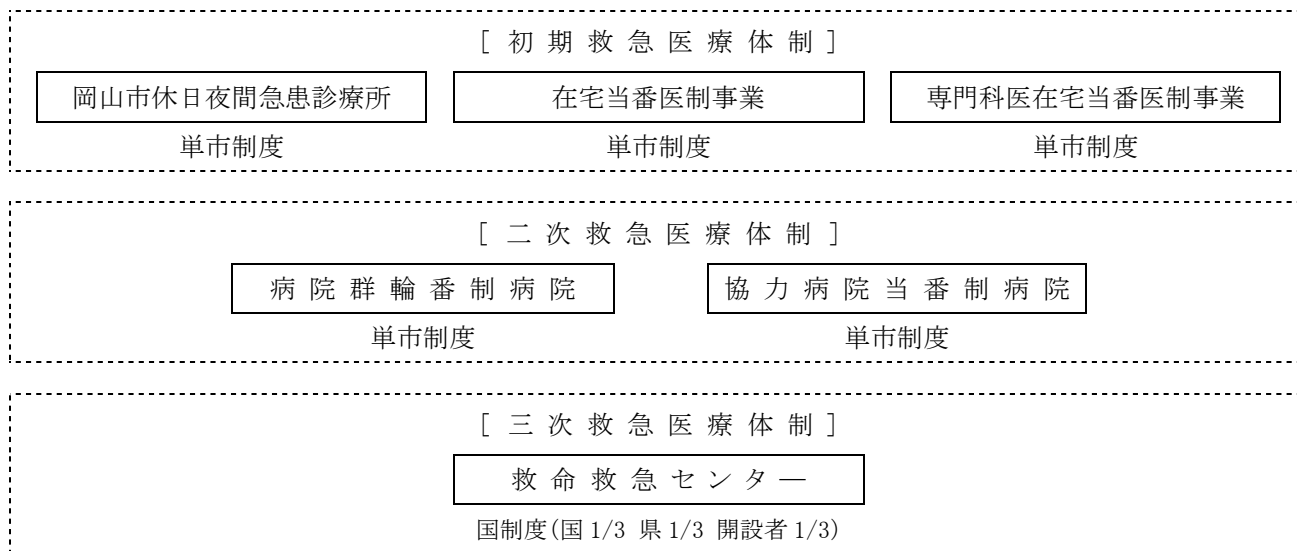 [ 初 期 救 急 医 療 体 制 ]
岡山市休日夜間急患診療所 在宅当番医制事業 専門科医在宅当番医制事業
単市制度 単市制度 単市制度
[ 二 次 救 急 医 療 体 制 ]
病 院 群 輪 番 制 病 院 協 力 病 院 当 番 制 病 院
単市制度 単市制度
[ 三 次 救 急 医 療 体 制 ]
救 命 救 急 セ ン タ ―
国制度(国 1/3 県 1/3 開設者 1/3)